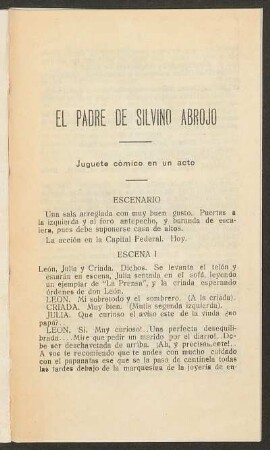 EL PADRE DE SILVINO ABROJO
Juguete cómico en un acto
ESCENARIO
Una sala arreglada con muy buen gusto. Puertas a
la izquierda y al foro antepecho, y baranda de esca-
lera, pues debe suponerse casa de altos.
La acción en la Capital Federal. Hoy.
ESCENA I
León, Julia y Criada. Dichos. Se levanta el telón y
estarán en escena, Julia sentada en el sofá, leyendo
un ejemplar de "La Prensa", y la criada esperando
órdenes de don León.
LEON. Mi sobretodo y el sombrero. (A la criada).
CRIADA. Muy bien. (Mutis segunda izquierda).
JULIA. Que curioso el aviso este de la viuda ¿no
papá?
LEON. Sí. Muy curioso!..Una perfecta desequili-
brada.... Mire que pedir un marido por el diario!. De-
be ser deschavetada de arriba. ¡Ah, y precisamente!..
A vos te recomiendo que te andes con mucho cuidado
con el papanatas ese que se la pasa de centinela todas
las tardes debajo de la marquesina de la joyería de en-